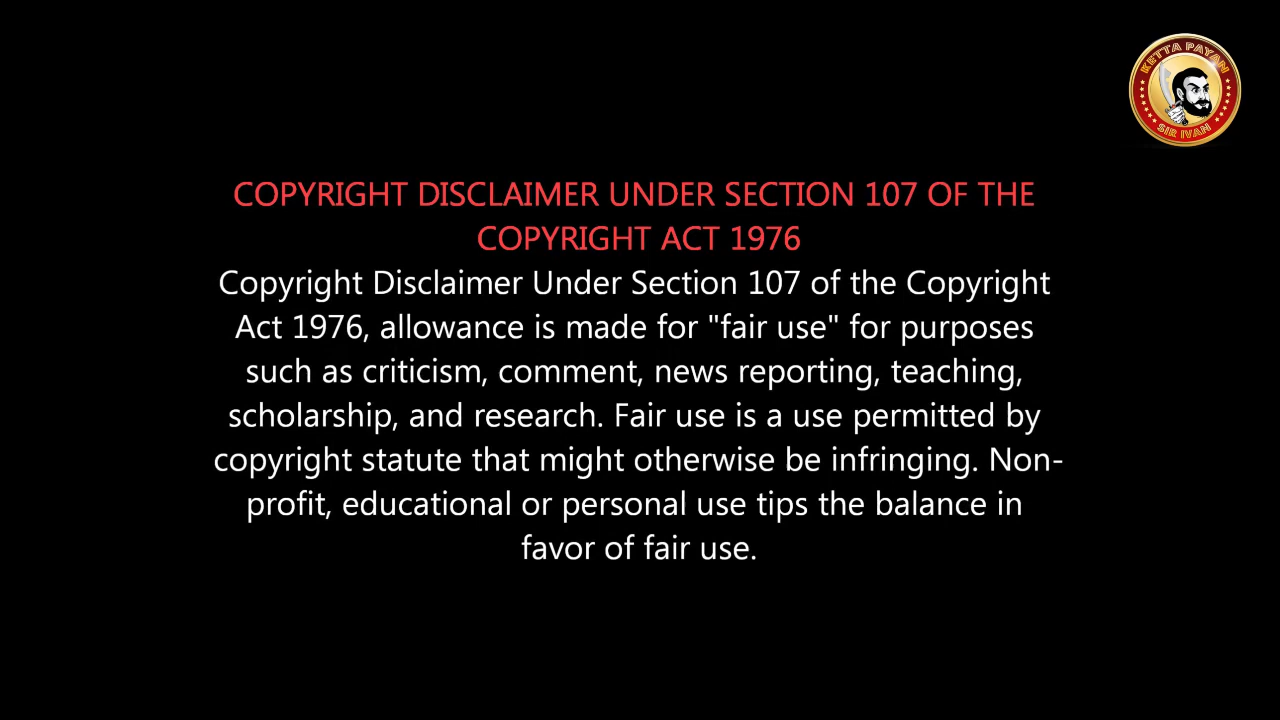 KETTA PAYAN
SIR IVAN
COPYRIGHT DISCLAIMER UNDER SECTION 107 OF THE
COPYRIGHT ACT 1976
Copyright Disclaimer Under Section 107 of the Copyright
Act 1976, allowance is made for "fair use" for purposes
such as criticism, comment, news reporting, teaching,
scholarship, and research. Fair use is a use permitted by
copyright statute that might otherwise be infringing. Non-
profit, educational or personal use tips the balance in
favor of fair use.